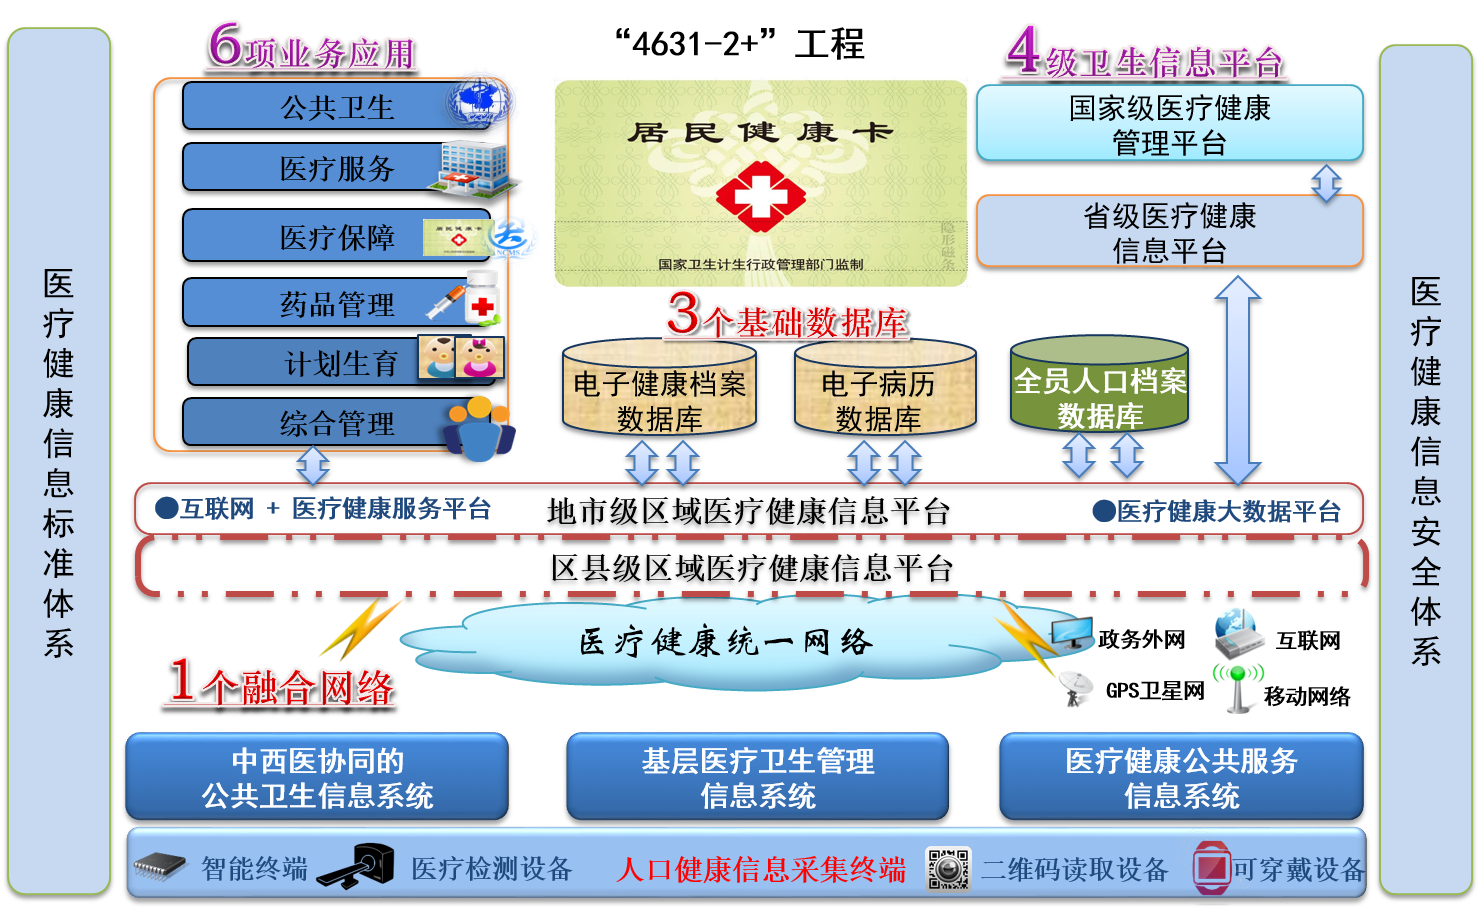 “4631-2+”工程
6项业务应用
公共卫生
医疗服务
医疗保障
居民健康卡
NCMS
药品管理
计划生育
综合管理
居民健康卡
隐形磁条
国家卫生计生行政管理部门监制
4级卫生信息平台
国家级医疗健康
管理平台
省级医疗健康
信息平台
3个基础数据库
电子健康档案
数据库
电子病历
数据库
全员人口档案
数据库
医疗健康信息标准体系
医疗健康信息安全体系
●互联网 + 医疗健康服务平台
地市级区域医疗健康信息平台
●医疗健康大数据平台
区县级区域医疗健康信息平台
医疗健康统一网络
政务外网
互联网
GPS卫星网
移动网络
1个融合网络
中西医协同的
公共卫生信息系统
基层医疗卫生管理
信息系统
医疗健康公共服务
信息系统
智能终端
医疗检测设备
人口健康信息采集终端
二维码读取设备
可穿戴设备